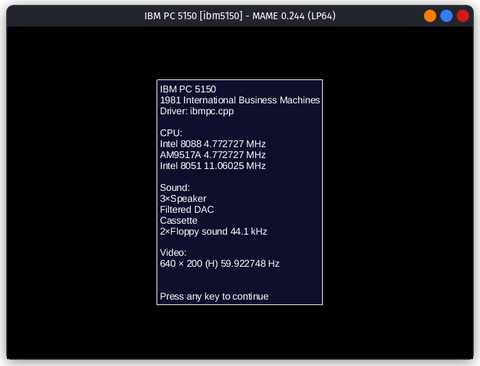 IBM PC 5150 [ibm5150] - MAME 0.244 (LP64)
IBM PC 5150
1981 International Business Machines
Driver: ibmpc.cpp
CPU:
Intel 8088 4.772727 MHz
AM9517A 4.772727 MHz
Intel 8051 11.06025 MHz
Sound:
3×Speaker
Filtered DAC
Cassette
2×Floppy sound 44.1 kHz
Video:
640 × 200 (H) 59.922748 Hz
Press any key to continue